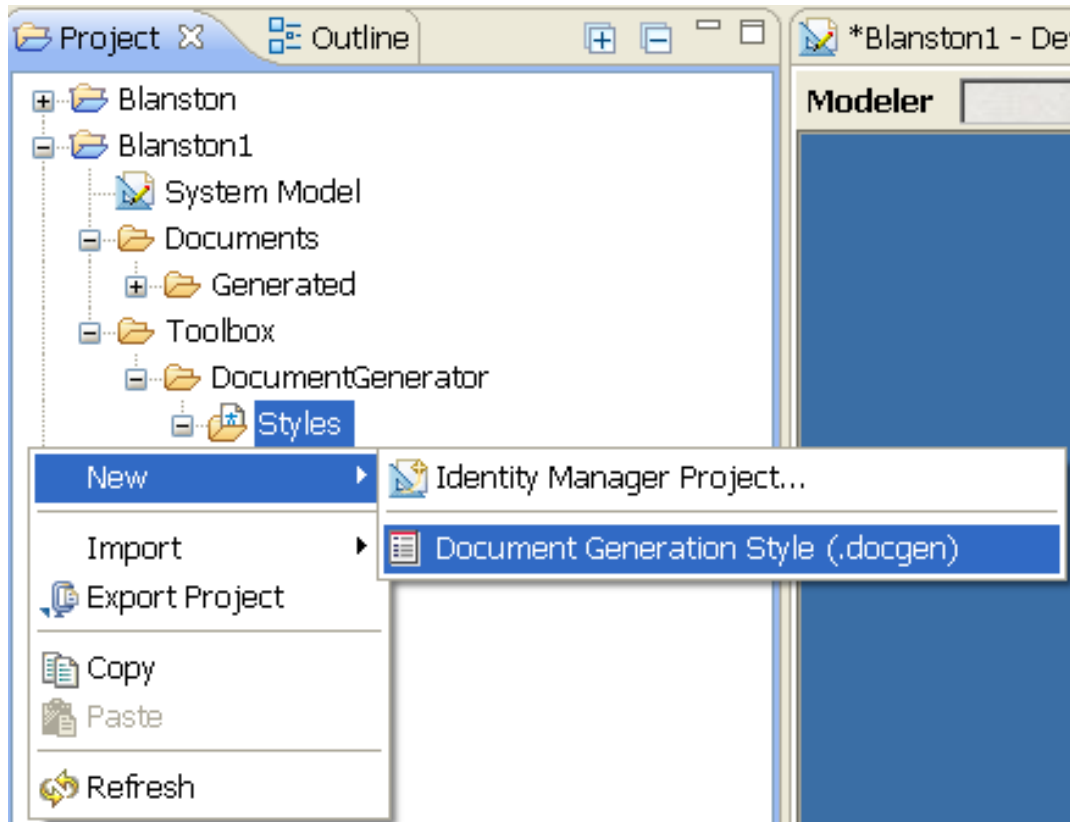 Project Outline *Blanston1 - De
Blanston Modeler
Blanston1
System Model
Documents
Generated
Toolbox
DocumentGenerator
Styles
New Identity Manager Project...
Import Document Generation Style (.docgen)
Export Project
Copy
Paste
Refresh